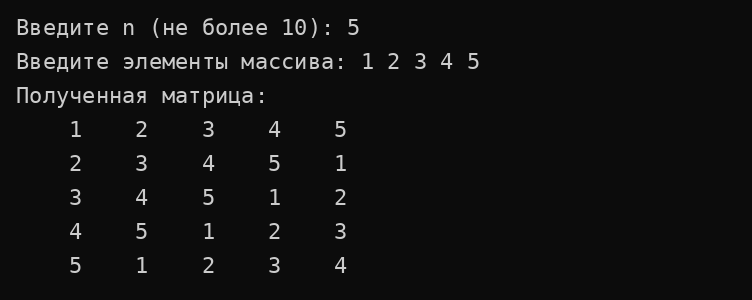 Введите n (не более 10): 5
Введите элементы массива: 1 2 3 4 5
Полученная матрица:
    1    2    3    4    5
    2    3    4    5    1
    3    4    5    1    2
    4    5    1    2    3
    5    1    2    3    4